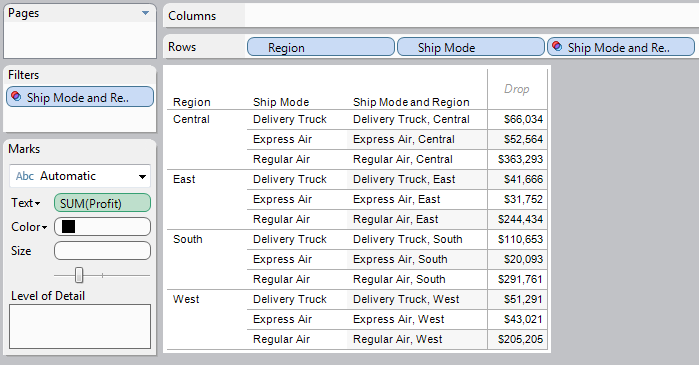 Pages
Columns
Rows Region Ship Mode Ship Mode and Re..
Filters
Ship Mode and Re..
Marks
Abc Automatic
Text SUM(Profit)
Color
Size
Level of Detail
Drop
Region Ship Mode Ship Mode and Region
Central Delivery Truck Delivery Truck, Central $66,034
Express Air Express Air, Central $52,564
Regular Air Regular Air, Central $363,293
East Delivery Truck Delivery Truck, East $41,666
Express Air Express Air, East $31,752
Regular Air Regular Air, East $244,434
South Delivery Truck Delivery Truck, South $110,653
Express Air Express Air, South $20,093
Regular Air Regular Air, South $291,761
West Delivery Truck Delivery Truck, West $51,291
Express Air Express Air, West $43,021
Regular Air Regular Air, West $205,205